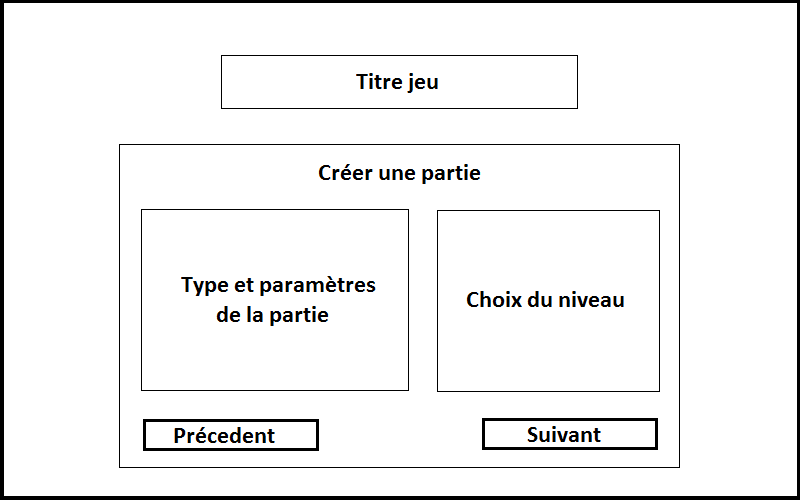 Titre jeu
Créer une partie
Type et paramètres
de la partie
Choix du niveau
Précedent
Suivant